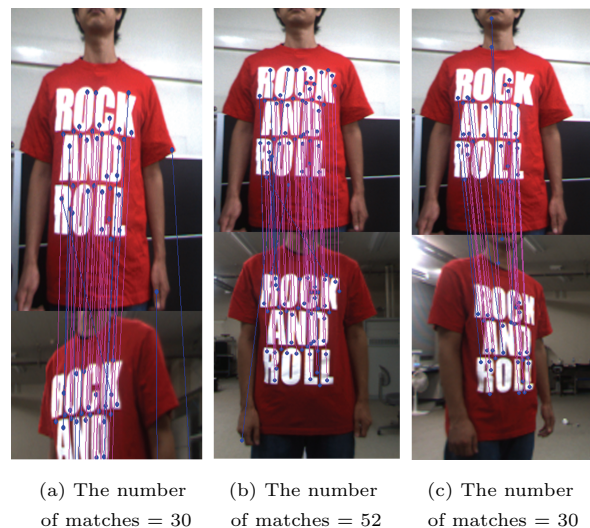 ROCK
AND
ROLL
ROCK
AND
ROLL
ROCK
AND
ROLL
ROCK
AND
ROCK
AND
ROLL
ROCK
AND
ROLL
(a) The number
of matches = 30
(b) The number
of matches = 52
(c) The number
of matches = 30